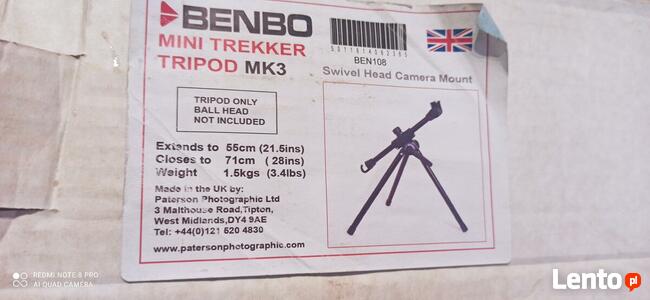 BENBO
MINI TREKKER
TRIPOD MK3
BEN108
Swivel Head Camera Mount
TRIPOD ONLY
BALL HEAD
NOT INCLUDED
Extends to 55cm (21.5ins)
Closes to 71cm ( 28ins)
Weight 1.5kgs (3.4lbs)
Made in the UK by:
Paterson Photographic Ltd
3 Malthouse Road,Tipton,
West Midlands,DY4 9AE
Tel: +44(0)121 520 4830
www.patersonphotographic.com
REDMI NOTE 8 PRO
AI QUAD CAMERA
Lento.pl